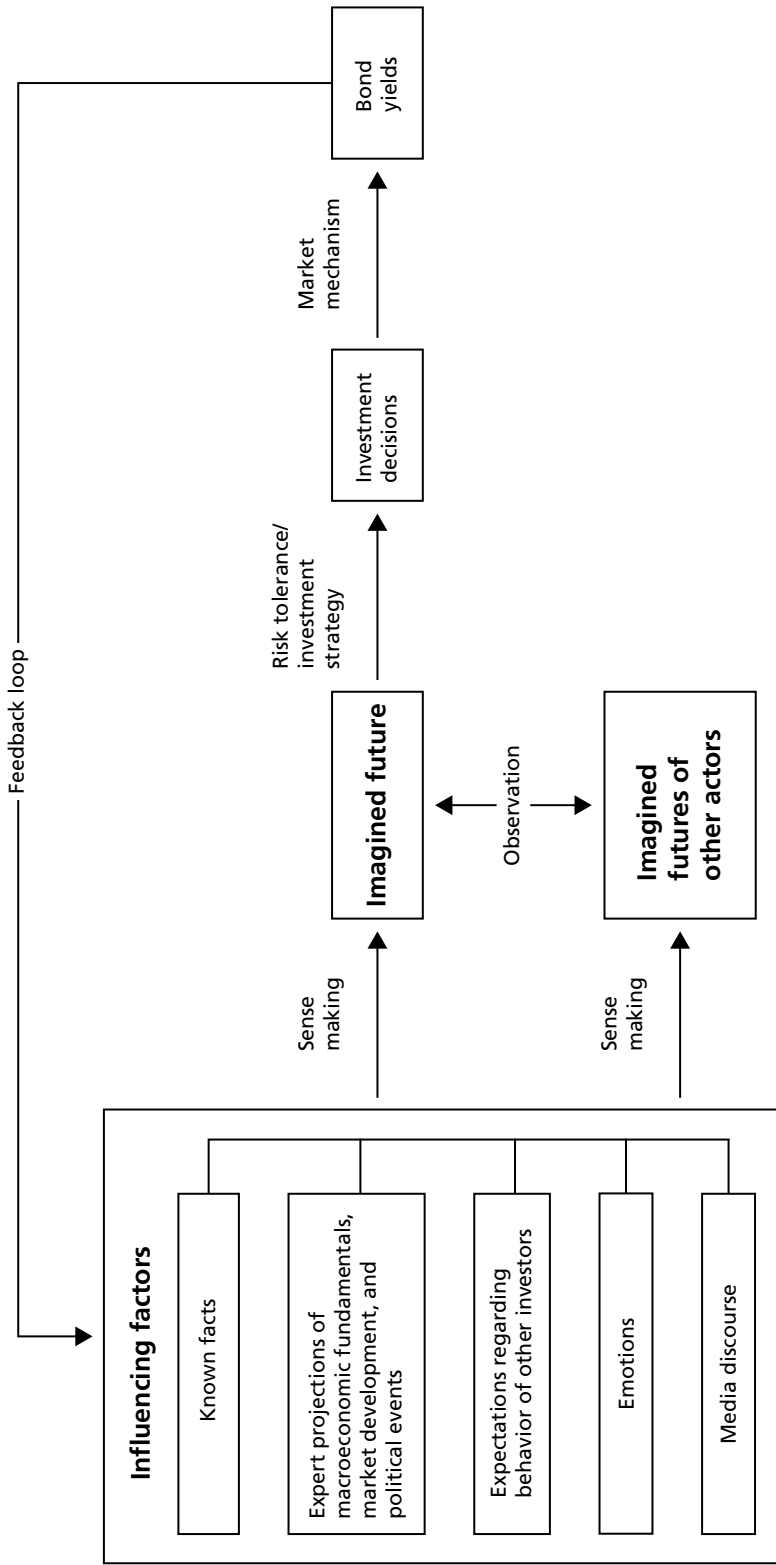 Feedback loop
Influencing factors
Known facts
Expert projections of
macroeconomic fundamentals,
market development, and
political events
Expectations regarding
behavior of other investors
Emotions
Media discourse
Sense
making
Sense
making
Imagined future
Observation
Imagined
futures of
other actors
Risk tolerance/
investment
strategy
Investment
decisions
Market
mechanism
Bond
yields